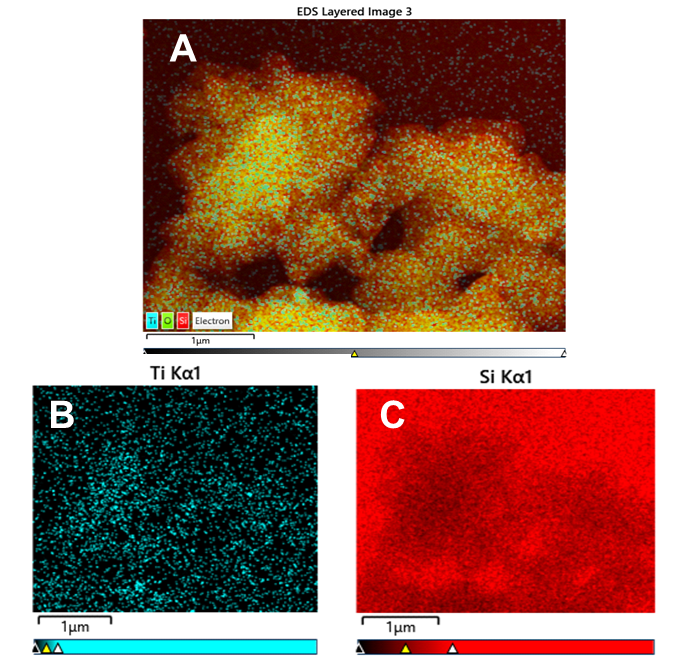 EDS Layered Image 3
A
Ti O Si Electron
1μm
Ti Kα1
Si Kα1
B
C
1μm
1μm